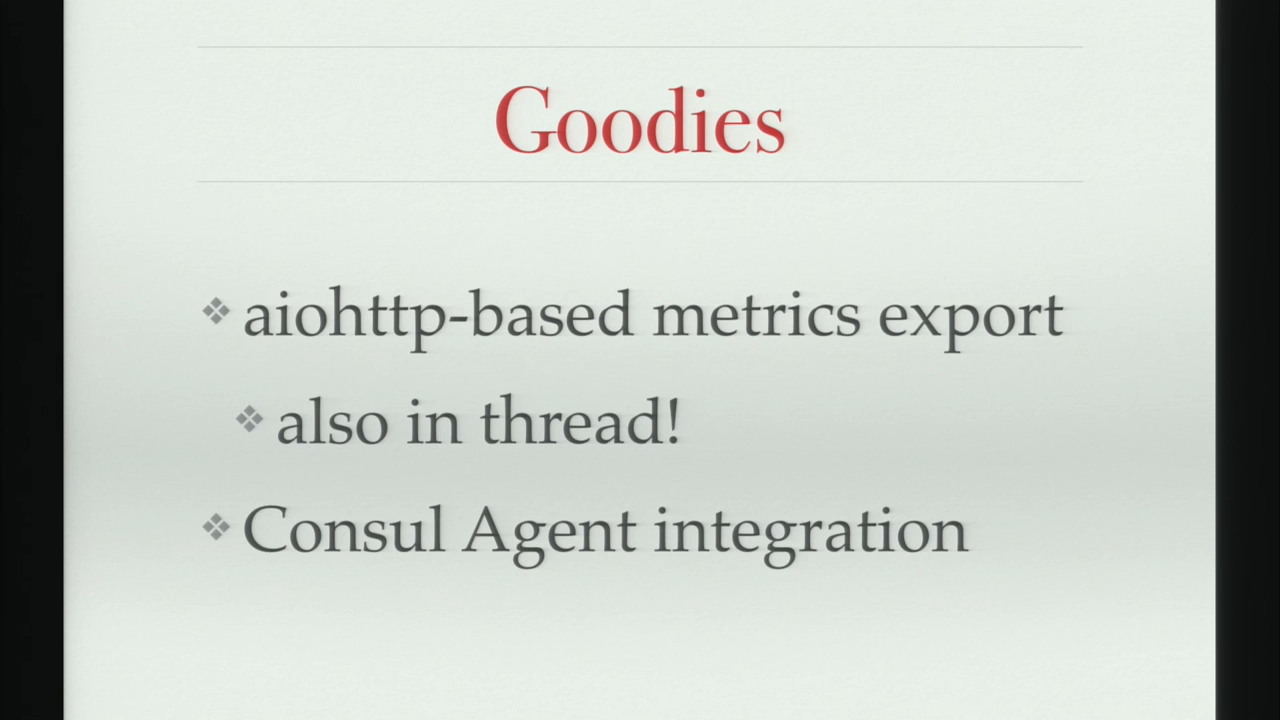 Goodies
❖ aiohttp-based metrics export
❖ also in thread!
❖ Consul Agent integration